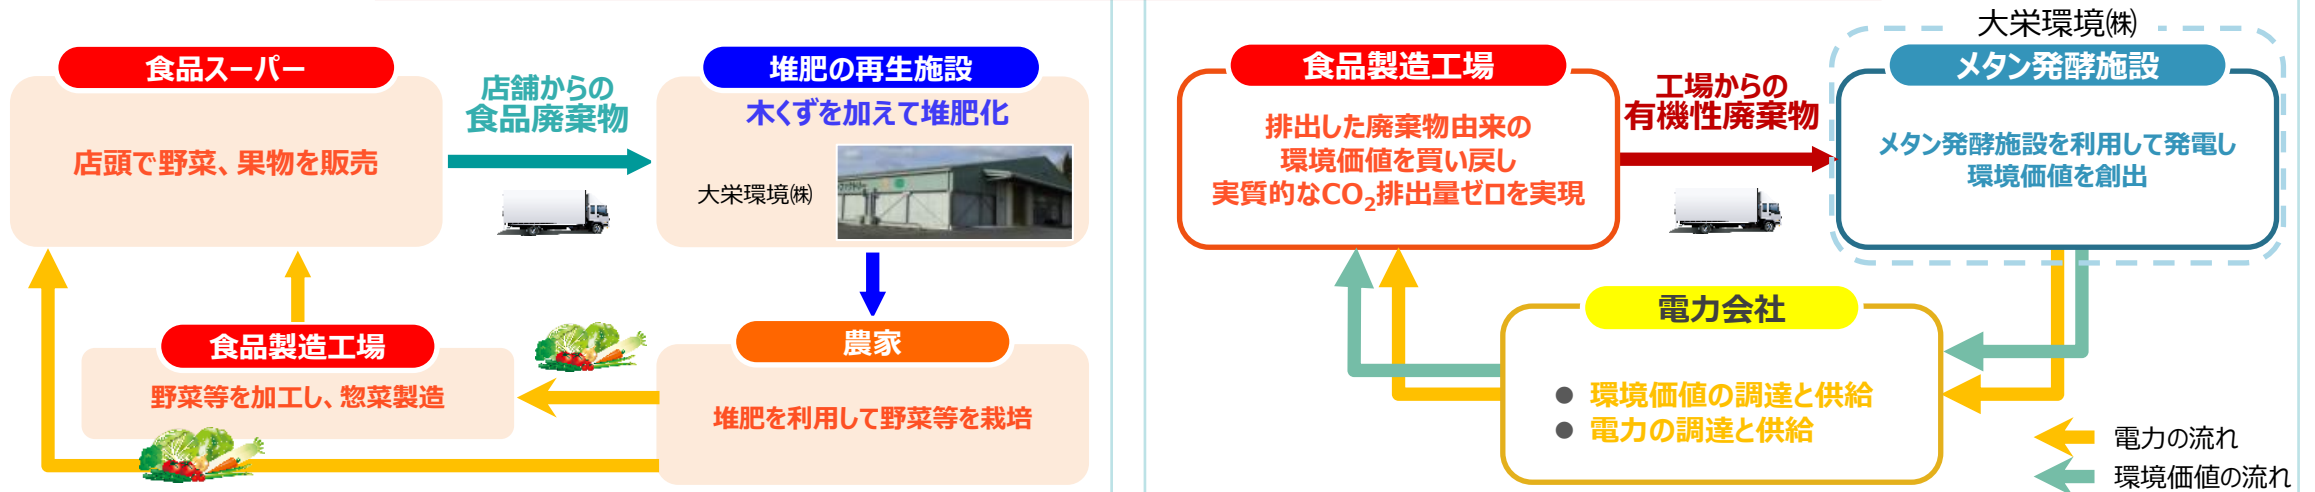 食品スーパー
店頭で野菜、果物を販売
店舗からの
食品廃棄物
堆肥の再生施設
木くずを加えて堆肥化
大栄環境㈱
食品製造工場
野菜等を加工し、惣菜製造
農家
堆肥を利用して野菜等を栽培
食品製造工場
排出した廃棄物由来の
環境価値を買い戻し
実質的なCO₂排出量ゼロを実現
工場からの
有機性廃棄物
大栄環境㈱
メタン発酵施設
メタン発酵施設を利用して発電し
環境価値を創出
電力会社
● 環境価値の調達と供給
● 電力の調達と供給
電力の流れ
環境価値の流れ